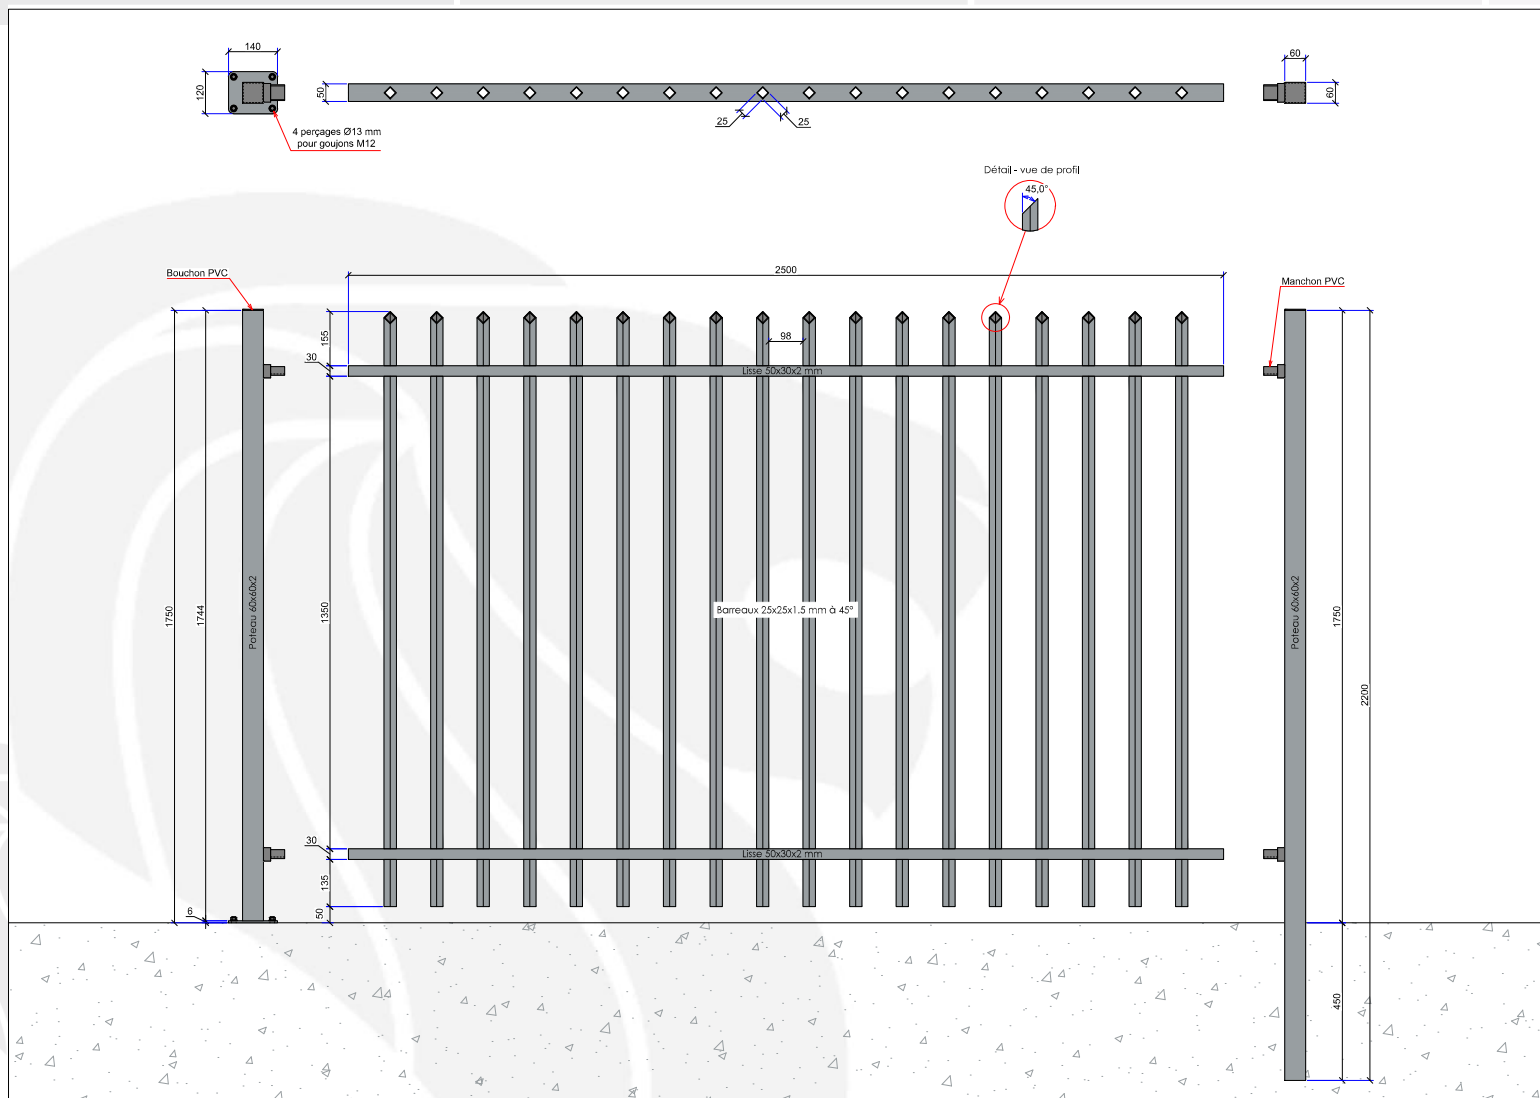 140
120
4 perçages Ø13 mm
pour goujons M12
50
25
25
60
60
Détail - vue de profil
45,0°
Bouchon PVC
2500
Manchon PVC
155
98
30
Lisse 50x30x2 mm
1750
1744
Poteau 60x60x2
1350
Barreaux 25x25x1.5 mm à 45°
Poteau 60x60x2
1750
2200
30
Lisse 50x30x2 mm
135
6
50
450